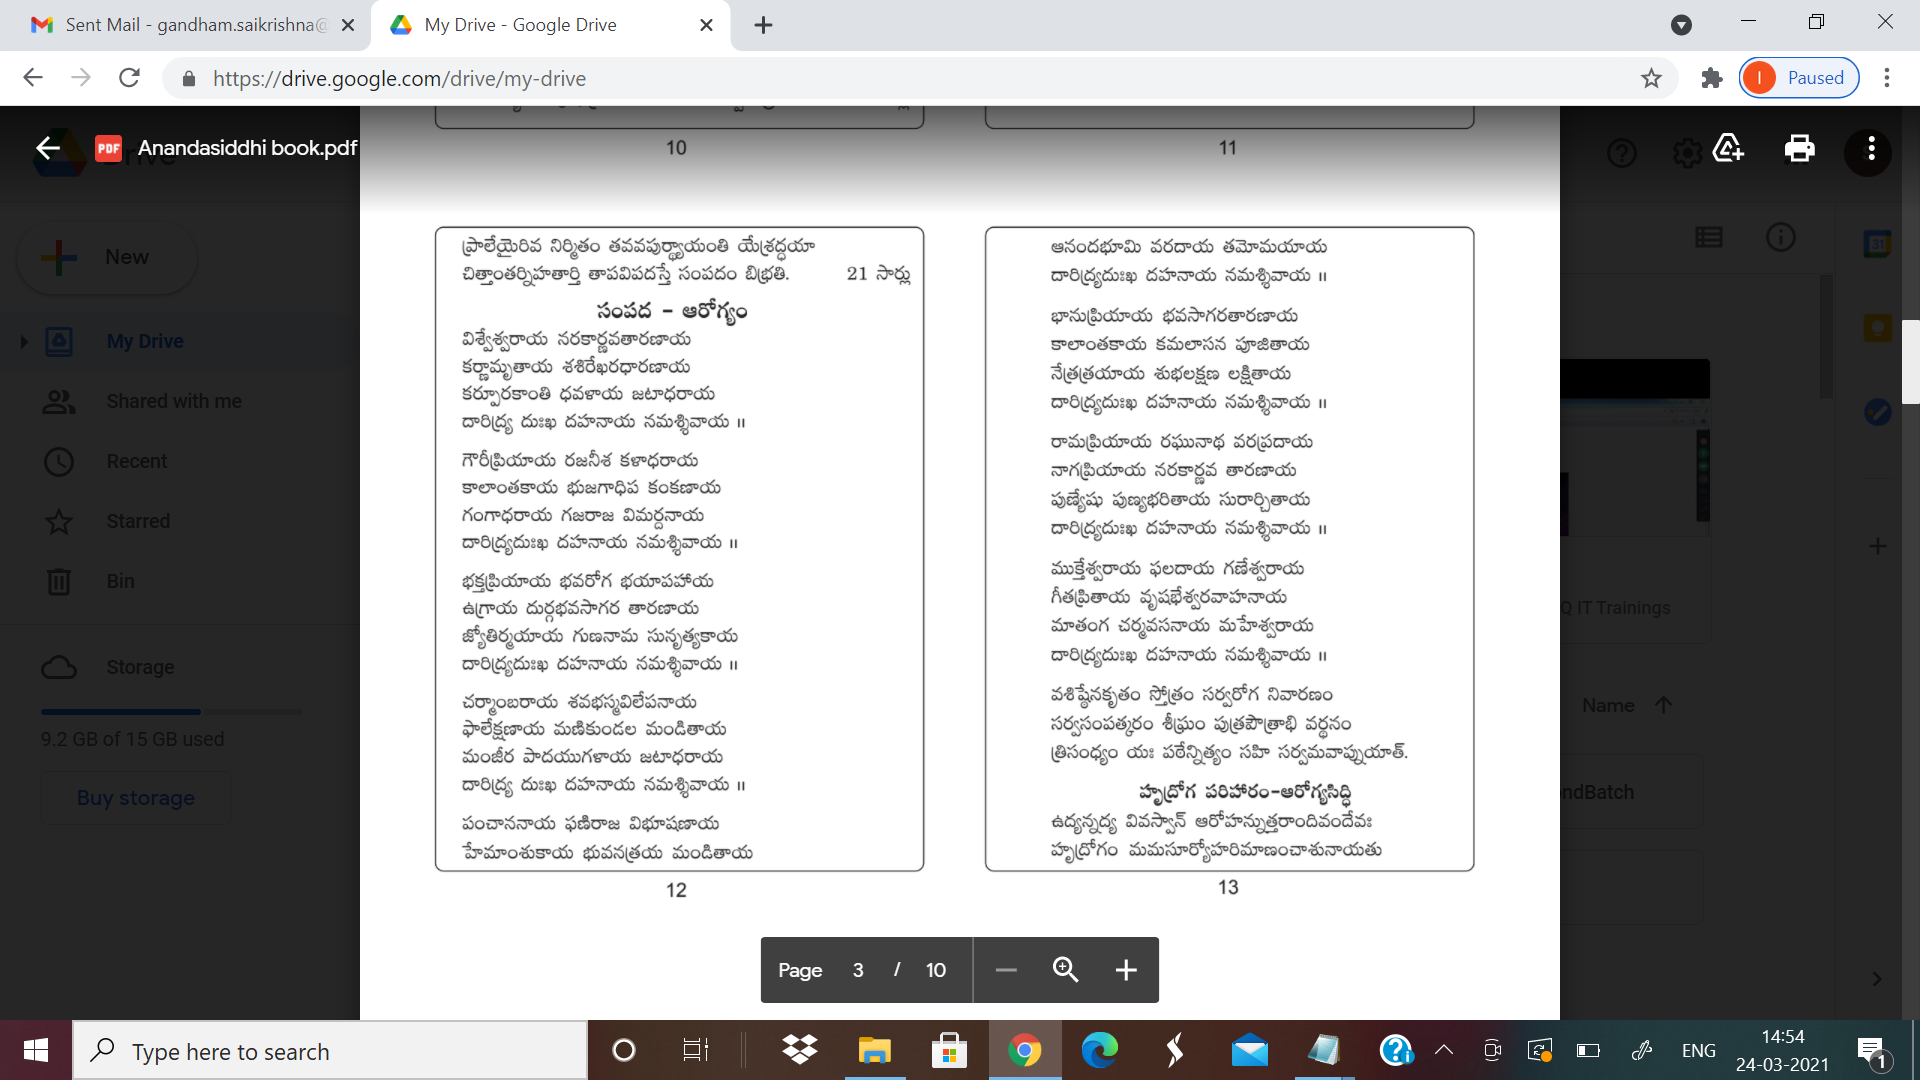 Sent Mail - gandham.saikrishna@
My Drive - Google Drive
https://drive.google.com/drive/my-drive
Paused
Anandasiddhi book.pdf
10
11
New
My Drive
Shared with me
Recent
Starred
Bin
Storage
9.2 GB of 15 GB used
Buy storage
ప్రాలేయైరివ నిర్మితం తవవపుర్థ్యాయంతి యేశ్రద్ధయా
చిత్తాంతర్నిహతార్తి తాపవిపదస్తే సంపదం బిభ్రతి. 21 సార్లు
సంపద – ఆరోగ్యం
విశ్వేశ్వరాయ నరకార్ణవతారణాయ
కర్ణామృతాయ శశిరేఖరధారణాయ
కర్పూరకాంతి ధవళాయ జటాధరాయ
దారిద్ర్య దుఃఖ దహనాయ నమశ్శివాయ ॥
గౌరీప్రియాయ రజనీశ కళాధరాయ
కాలాంతకాయ భుజగాధిప కంకణాయ
గంగాధరాయ గజరాజ విమర్దనాయ
దారిద్ర్యదుఃఖ దహనాయ నమశ్శివాయ ॥
భక్తప్రియాయ భవరోగ భయాపహాయ
ఉగ్రాయ దుర్గభవసాగర తారణాయ
జ్యోతిర్మయాయ గుణనామ సునృత్యకాయ
దారిద్ర్యదుఃఖ దహనాయ నమశ్శివాయ ॥
చర్మాంబరాయ శవభస్మవిలేపనాయ
ఫాలేక్షణాయ మణికుండల మండితాయ
మంజీర పాదయుగళాయ జటాధరాయ
దారిద్ర్య దుఃఖ దహనాయ నమశ్శివాయ ॥
పంచాననాయ ఫణిరాజ విభూషణాయ
హేమాంశుకాయ భువనత్రయ మండితాయ
12
ఆనందభూమి వరదాయ తమోమయాయ
దారిద్ర్యదుఃఖ దహనాయ నమశ్శివాయ ॥
భానుప్రియాయ భవసాగరతారణాయ
కాలాంతకాయ కమలాసన పూజితాయ
నేత్రత్రయాయ శుభలక్షణ లక్షితాయ
దారిద్ర్యదుఃఖ దహనాయ నమశ్శివాయ ॥
రామప్రియాయ రఘునాథ వరప్రదాయ
నాగప్రియాయ నరకార్ణవ తారణాయ
పుణ్యేషు పుణ్యభరితాయ సురార్చితాయ
దారిద్ర్యదుఃఖ దహనాయ నమశ్శివాయ ॥
ముక్తేశ్వరాయ ఫలదాయ గణేశ్వరాయ
గీతప్రితాయ వృషభేశ్వరవాహనాయ
మాతంగ చర్మవసనాయ మహేశ్వరాయ
దారిద్ర్యదుఃఖ దహనాయ నమశ్శివాయ ॥
వశిష్ఠేనకృతం స్తోత్రం సర్వరోగ నివారణం
సర్వసంపత్కరం శీఘ్రం పుత్రపౌత్రాభి వర్థనం
త్రిసంధ్యం యః పఠేన్నిత్యం సహి సర్వమవాప్నుయాత్.
హృద్రోగ పరిహారం-ఆరోగ్యసిద్ధి
ఉద్యన్నద్య వివస్వాన్ ఆరోహన్నుత్తరాందివందేవః
హృద్రోగం మమసూర్యోహరిమాణంచాశునాయతు
13
Q IT Trainings
Name
ndBatch
Page 3 / 10
Type here to search
ENG
14:54
24-03-2021
1